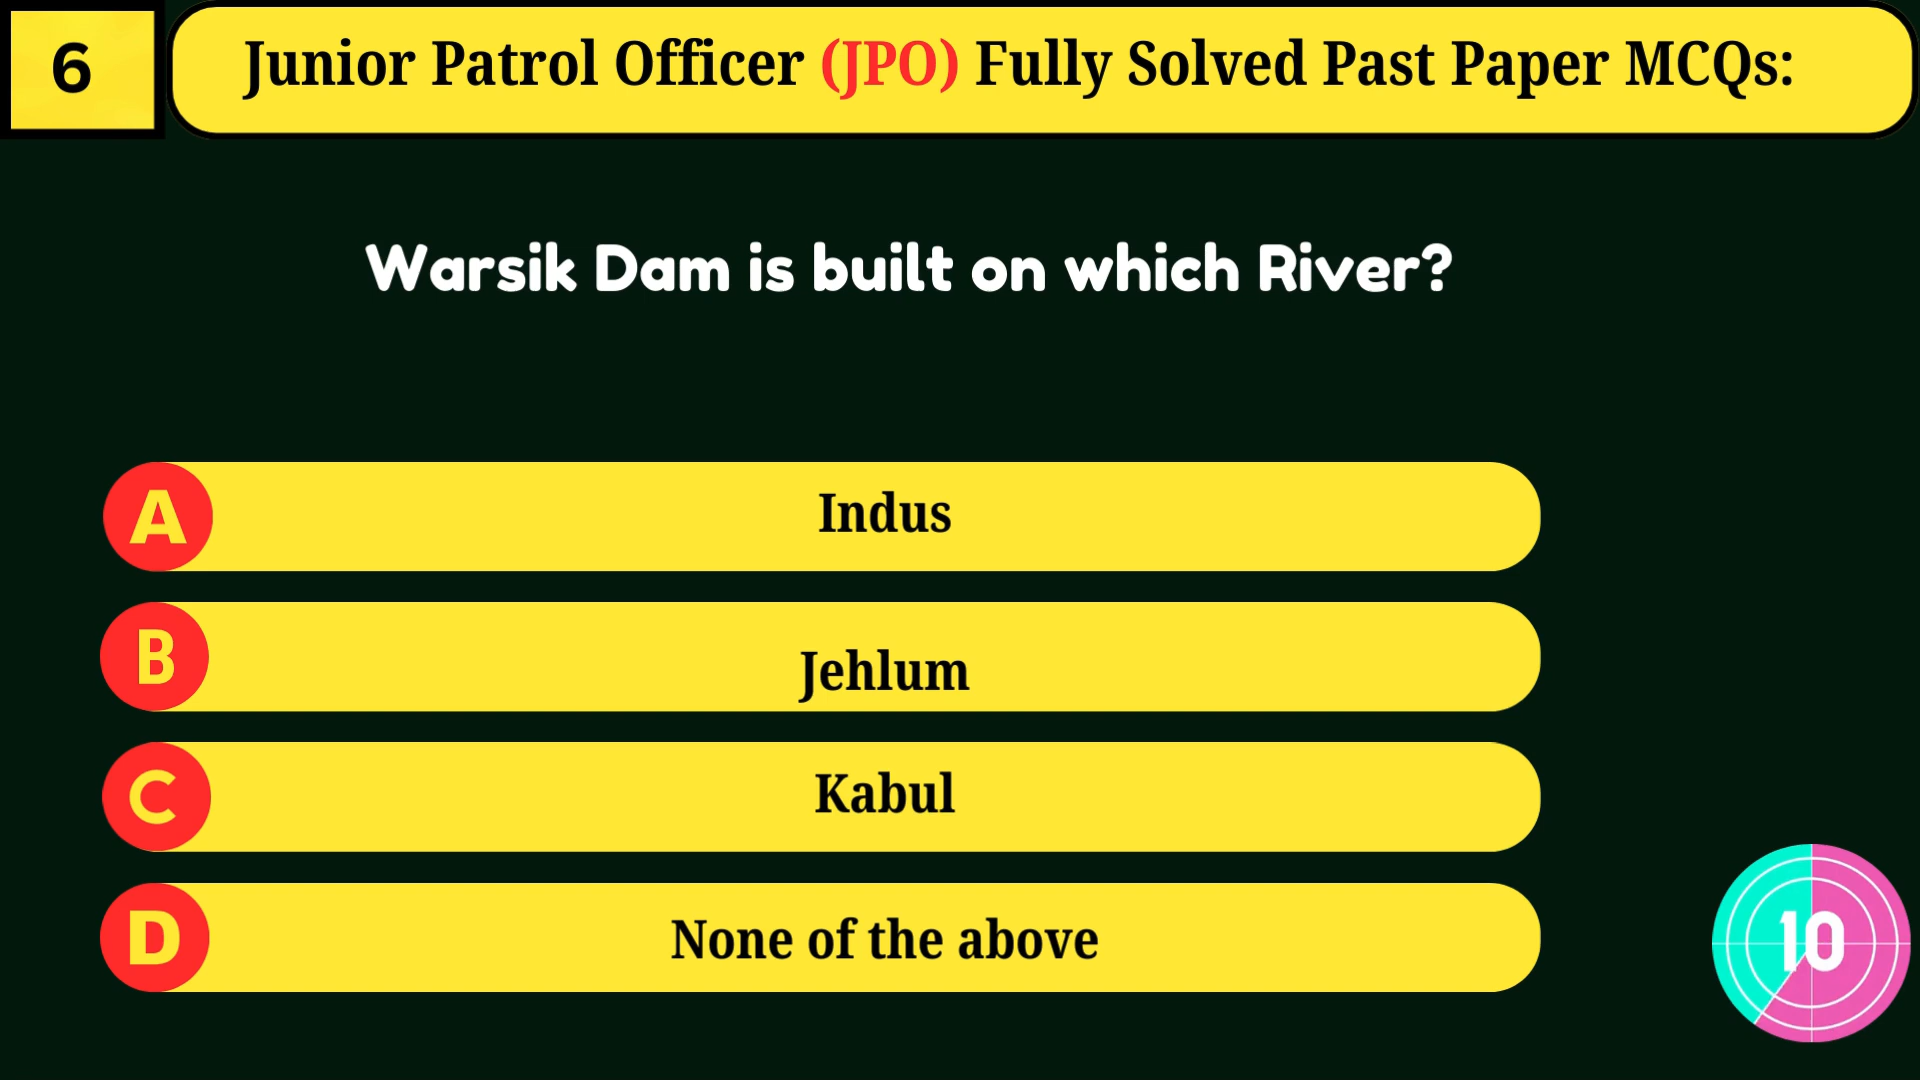 6
Junior Patrol Officer (JPO) Fully Solved Past Paper MCQs:
Warsik Dam is built on which River?
A
Indus
B
Jehlum
C
Kabul
D
None of the above
10